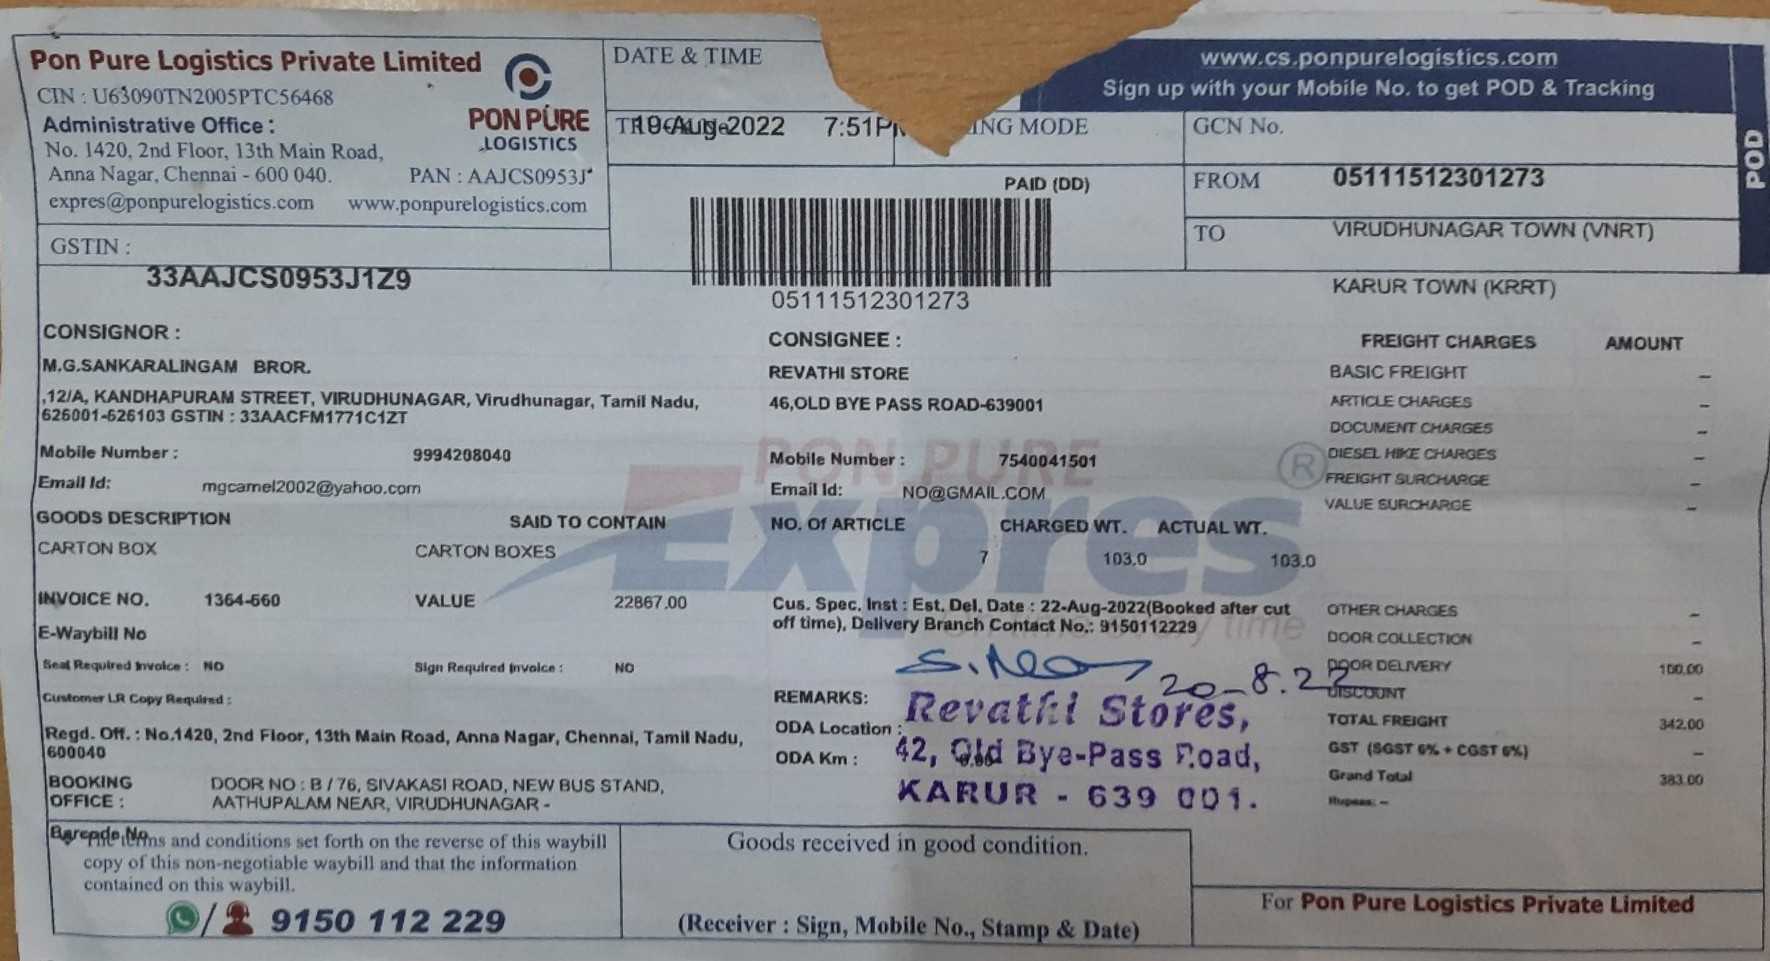 Pon Pure Logistics Private Limited
CIN : U63090TN2005PTC56468
Administrative Office :
No. 1420, 2nd Floor, 13th Main Road,
Anna Nagar, Chennai - 600 040.
PAN : AAJCS0953J
expres@ponpurelogistics.com www.ponpurelogistics.com
PON PURE
LOGISTICS
GSTIN :
33AAJCS0953J1Z9
DATE & TIME
19-Aug-2022 7:51P
ING MODE
PAID (DD)
05111512301273
www.cs.ponpurelogistics.com
Sign up with your Mobile No. to get POD & Tracking
POD
GCN No.
FROM 05111512301273
TO VIRUDHUNAGAR TOWN (VNRT)
KARUR TOWN (KRRT)
CONSIGNOR :
M.G.SANKARALINGAM BROR.
,12/A, KANDHAPURAM STREET, VIRUDHUNAGAR, Virudhunagar, Tamil Nadu,
626001-626103 GSTIN : 33AACFM1771C1ZT
Mobile Number : 9994208040
Email Id: mgcamel2002@yahoo.com
CONSIGNEE :
REVATHI STORE
46,OLD BYE PASS ROAD-639001
Mobile Number : 7540041501
Email Id: NO@GMAIL.COM
PON PURE
Expres ®
GOODS DESCRIPTION SAID TO CONTAIN
CARTON BOX CARTON BOXES
NO. Of ARTICLE CHARGED WT. ACTUAL WT.
7 103.0 103.0
INVOICE NO. 1364-660 VALUE 22867.00
E-Waybill No
Seal Required Invoice : NO Sign Required Invoice : NO
Customer LR Copy Required :
Regd. Off. : No.1420, 2nd Floor, 13th Main Road, Anna Nagar, Chennai, Tamil Nadu,
600040
BOOKING OFFICE : DOOR NO : B / 76, SIVAKASI ROAD, NEW BUS STAND,
AATHUPALAM NEAR, VIRUDHUNAGAR -
Cus. Spec. Inst : Est. Del. Date : 22-Aug-2022(Booked after cut
off time), Delivery Branch Contact No.: 9150112229
time
20-8.22
REMARKS:
ODA Location :
ODA Km :
Revathi Stores,
42, Old Bye-Pass Road,
KARUR - 639 001.
FREIGHT CHARGES AMOUNT
BASIC FREIGHT –
ARTICLE CHARGES –
DOCUMENT CHARGES –
DIESEL HIKE CHARGES –
FREIGHT SURCHARGE –
VALUE SURCHARGE –
OTHER CHARGES –
DOOR COLLECTION –
DOOR DELIVERY 100.00
DISCOUNT –
TOTAL FREIGHT 342.00
GST (SGST 6% + CGST 6%) –
Grand Total 383.00
Rupees: –
Barcode No
terms and conditions set forth on the reverse of this waybill
copy of this non-negotiable waybill and that the information
contained on this waybill.
/ 9150 112 229
Goods received in good condition.
(Receiver : Sign, Mobile No., Stamp & Date)
For Pon Pure Logistics Private Limited